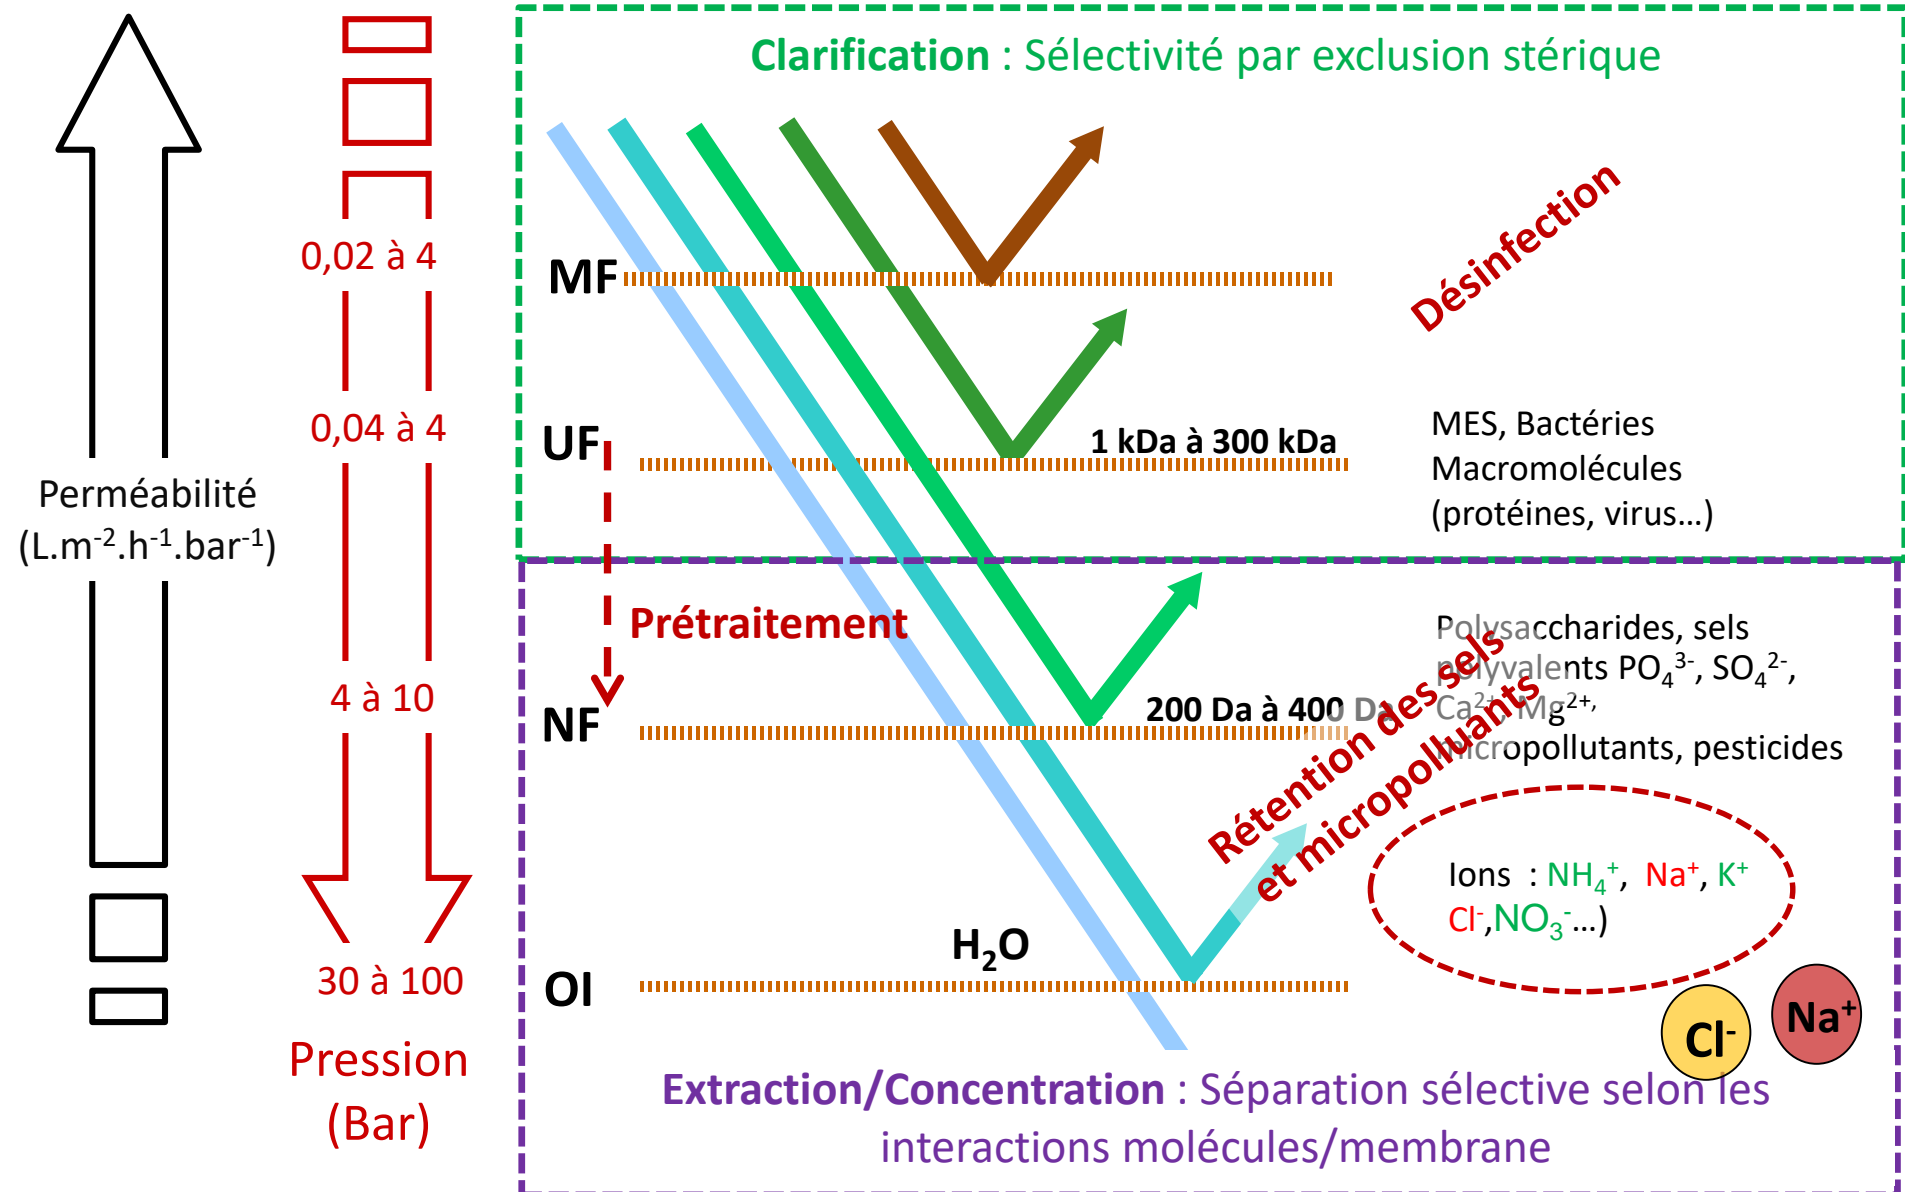 Clarification : Sélectivité par exclusion stérique
Désinfection
0,02 à 4
MF
0,04 à 4
UF
1 kDa à 300 kDa
MES, Bactéries
Macromolécules
(protéines, virus...)
Perméabilité
(L.m⁻².h⁻¹.bar⁻¹)
Prétraitement
4 à 10
NF
200 Da à 400 Da
Polysaccharides, sels
polyvalents PO₄³⁻, SO₄²⁻,
Ca²⁺, Mg²⁺,
micropollutants, pesticides
Rétention des sels
et micropolluants
Ions : NH₄⁺, Na⁺, K⁺
Cl⁻,NO₃⁻...)
H₂O
30 à 100
OI
Cl⁻
Na⁺
Pression
(Bar)
Extraction/Concentration : Séparation sélective selon les
interactions molécules/membrane